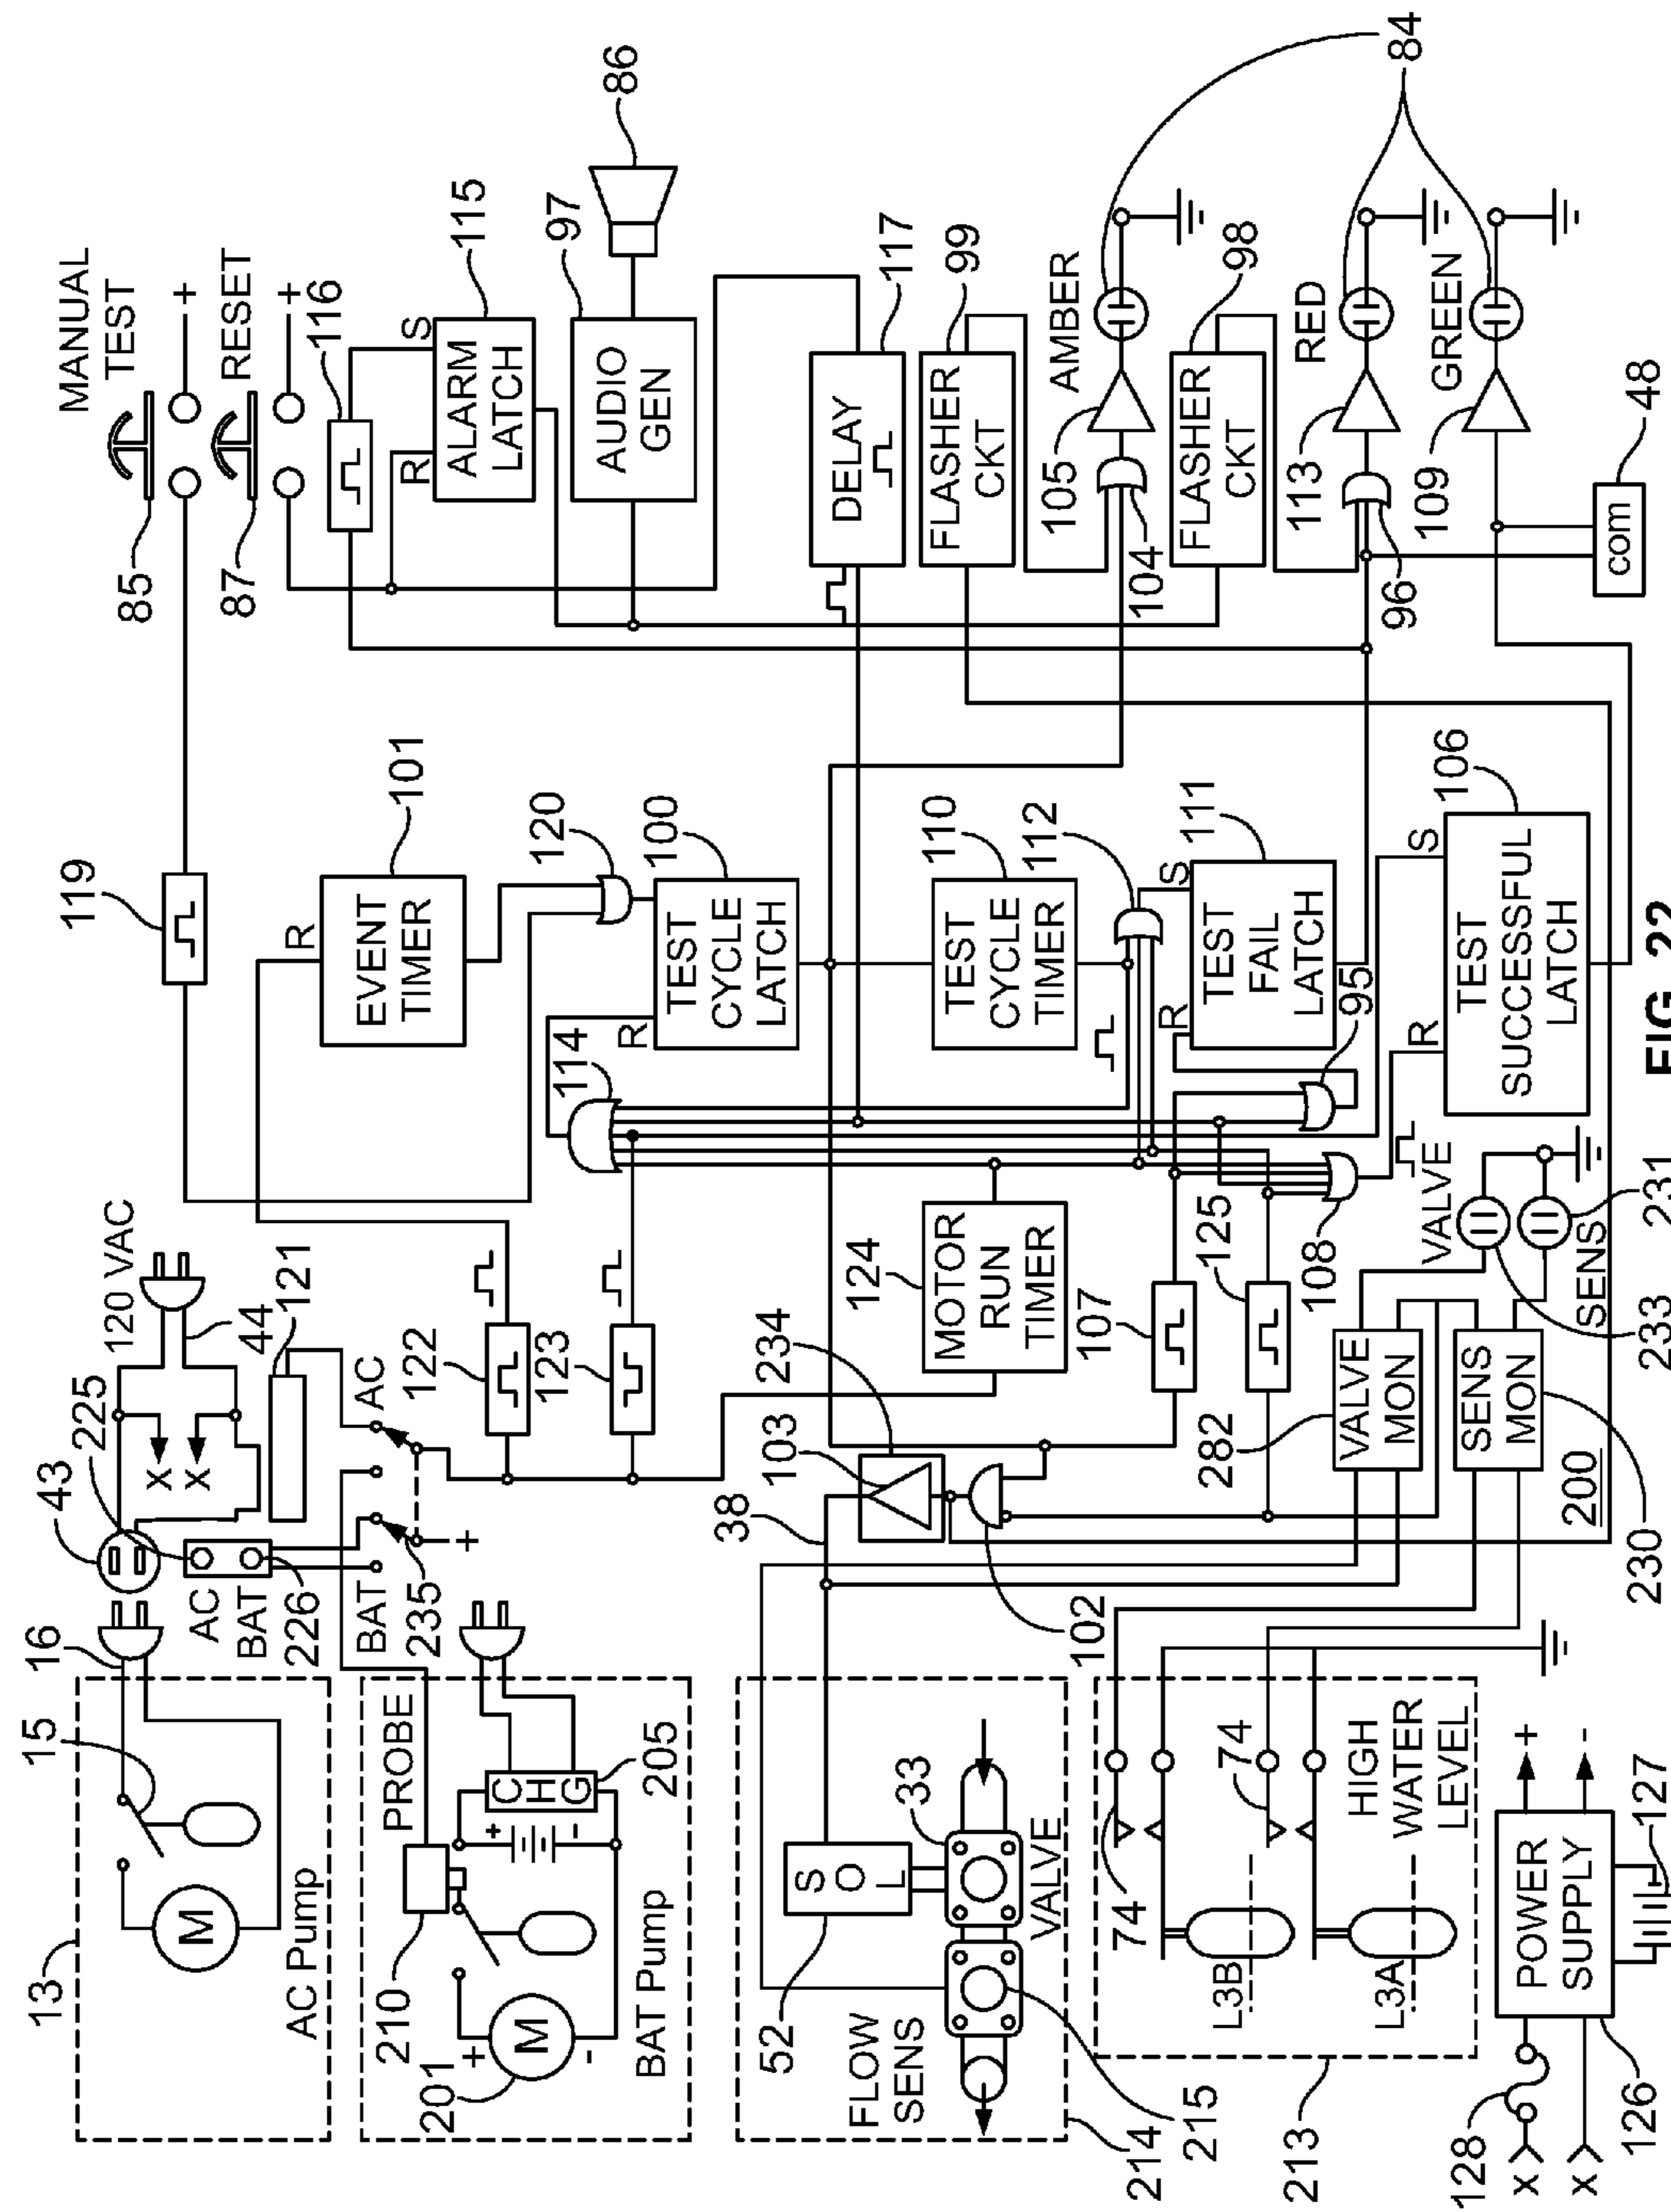 13
15
16
43
225
120 VAC
44
121
X
X
AC
BAT
226
AC Pump
M
BAT
AC
235
+
122
123
119
MANUAL
TEST
+
85
RESET
+
87
116
S
R
ALARM
LATCH
115
97
AUDIO
GEN
86
PROBE
210
201
M
+
-
+
-
C
H
G
205
BAT Pump
R
EVENT
TIMER
101
120
100
TEST
CYCLE
LATCH
R
114
DELAY
117
FLASHER
CKT
99
AMBER
105
104
FLASHER
CKT
98
RED
113
96
GREEN
109
84
com
48
38
103
234
124
MOTOR
RUN
TIMER
107
125
108
110
TEST
CYCLE
TIMER
112
111
S
R
TEST
FAIL
LATCH
95
106
S
R
TEST
SUCCESSFUL
LATCH
52
S
O
L
33
FLOW
SENS
VALVE
214
215
102
282
VALVE
MON
SENS
MON
VALVE
SENS
233
231
230
200
74
74
L3B
L3A
HIGH
WATER
LEVEL
213
128
X
X
POWER
SUPPLY
+
-
126
127
FIG. 22